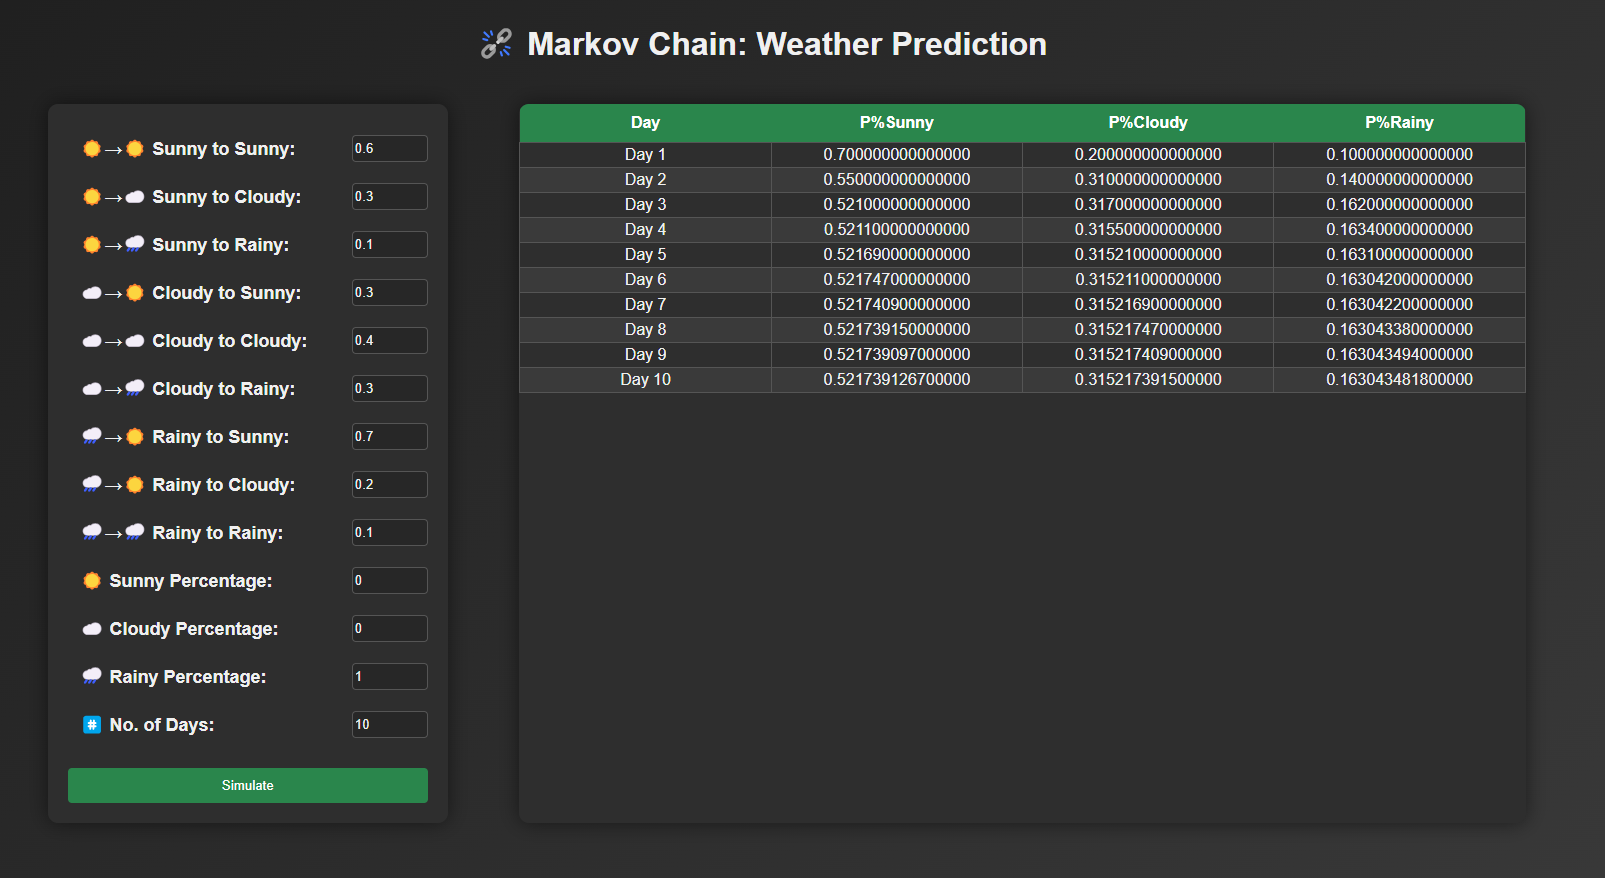 Markov Chain: Weather Prediction
→ Sunny to Sunny: 0.6
→ Sunny to Cloudy: 0.3
→ Sunny to Rainy: 0.1
→ Cloudy to Sunny: 0.3
→ Cloudy to Cloudy: 0.4
→ Cloudy to Rainy: 0.3
→ Rainy to Sunny: 0.7
→ Rainy to Cloudy: 0.2
→ Rainy to Rainy: 0.1
Sunny Percentage: 0
Cloudy Percentage: 0
Rainy Percentage: 1
# No. of Days: 10
Simulate
Day P%Sunny P%Cloudy P%Rainy
Day 1 0.700000000000000 0.200000000000000 0.100000000000000
Day 2 0.550000000000000 0.310000000000000 0.140000000000000
Day 3 0.521000000000000 0.317000000000000 0.162000000000000
Day 4 0.521100000000000 0.315500000000000 0.163400000000000
Day 5 0.521690000000000 0.315210000000000 0.163100000000000
Day 6 0.521747000000000 0.315211000000000 0.163042000000000
Day 7 0.521740900000000 0.315216900000000 0.163042200000000
Day 8 0.521739150000000 0.315217470000000 0.163043380000000
Day 9 0.521739097000000 0.315217409000000 0.163043494000000
Day 10 0.521739126700000 0.315217391500000 0.163043481800000